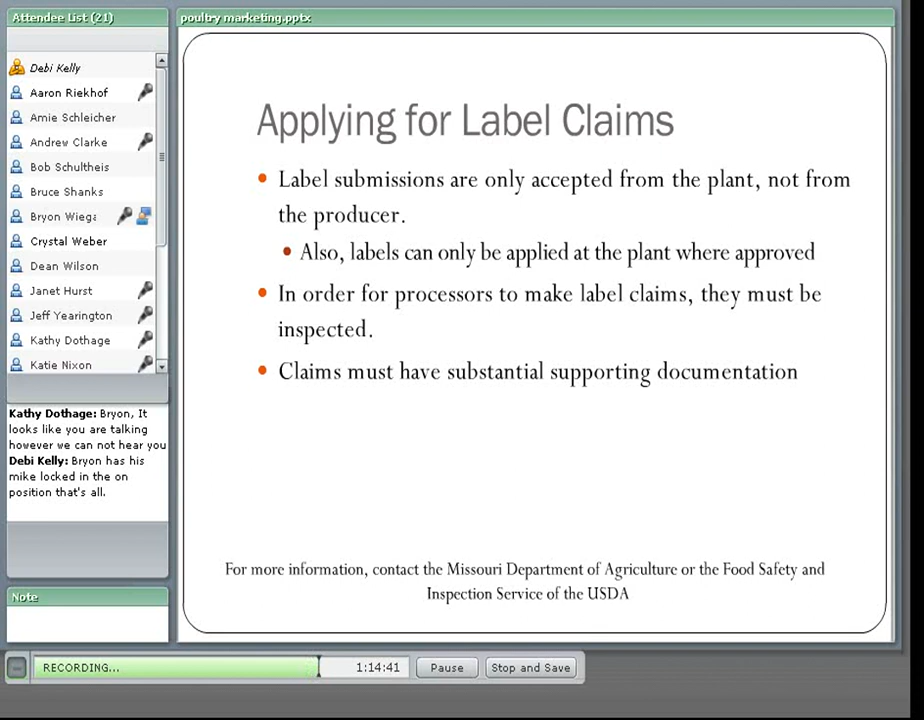 Attendee List (21)
Debi Kelly
Aaron Riekhof
Amie Schleicher
Andrew Clarke
Bob Schultheis
Bruce Shanks
Bryon Wiega
Crystal Weber
Dean Wilson
Janet Hurst
Jeff Yearington
Kathy Dothage
Katie Nixon
Kathy Dothage: Bryon, It
looks like you are talking
however we can not hear you
Debi Kelly: Bryon has his
mike locked in the on
position that's all.
Note
poultry marketing.pptx
Applying for Label Claims
Label submissions are only accepted from the plant, not from
the producer.
Also, labels can only be applied at the plant where approved
In order for processors to make label claims, they must be
inspected.
Claims must have substantial supporting documentation
For more information, contact the Missouri Department of Agriculture or the Food Safety and
Inspection Service of the USDA
RECORDING... 1:14:41 Pause Stop and Save